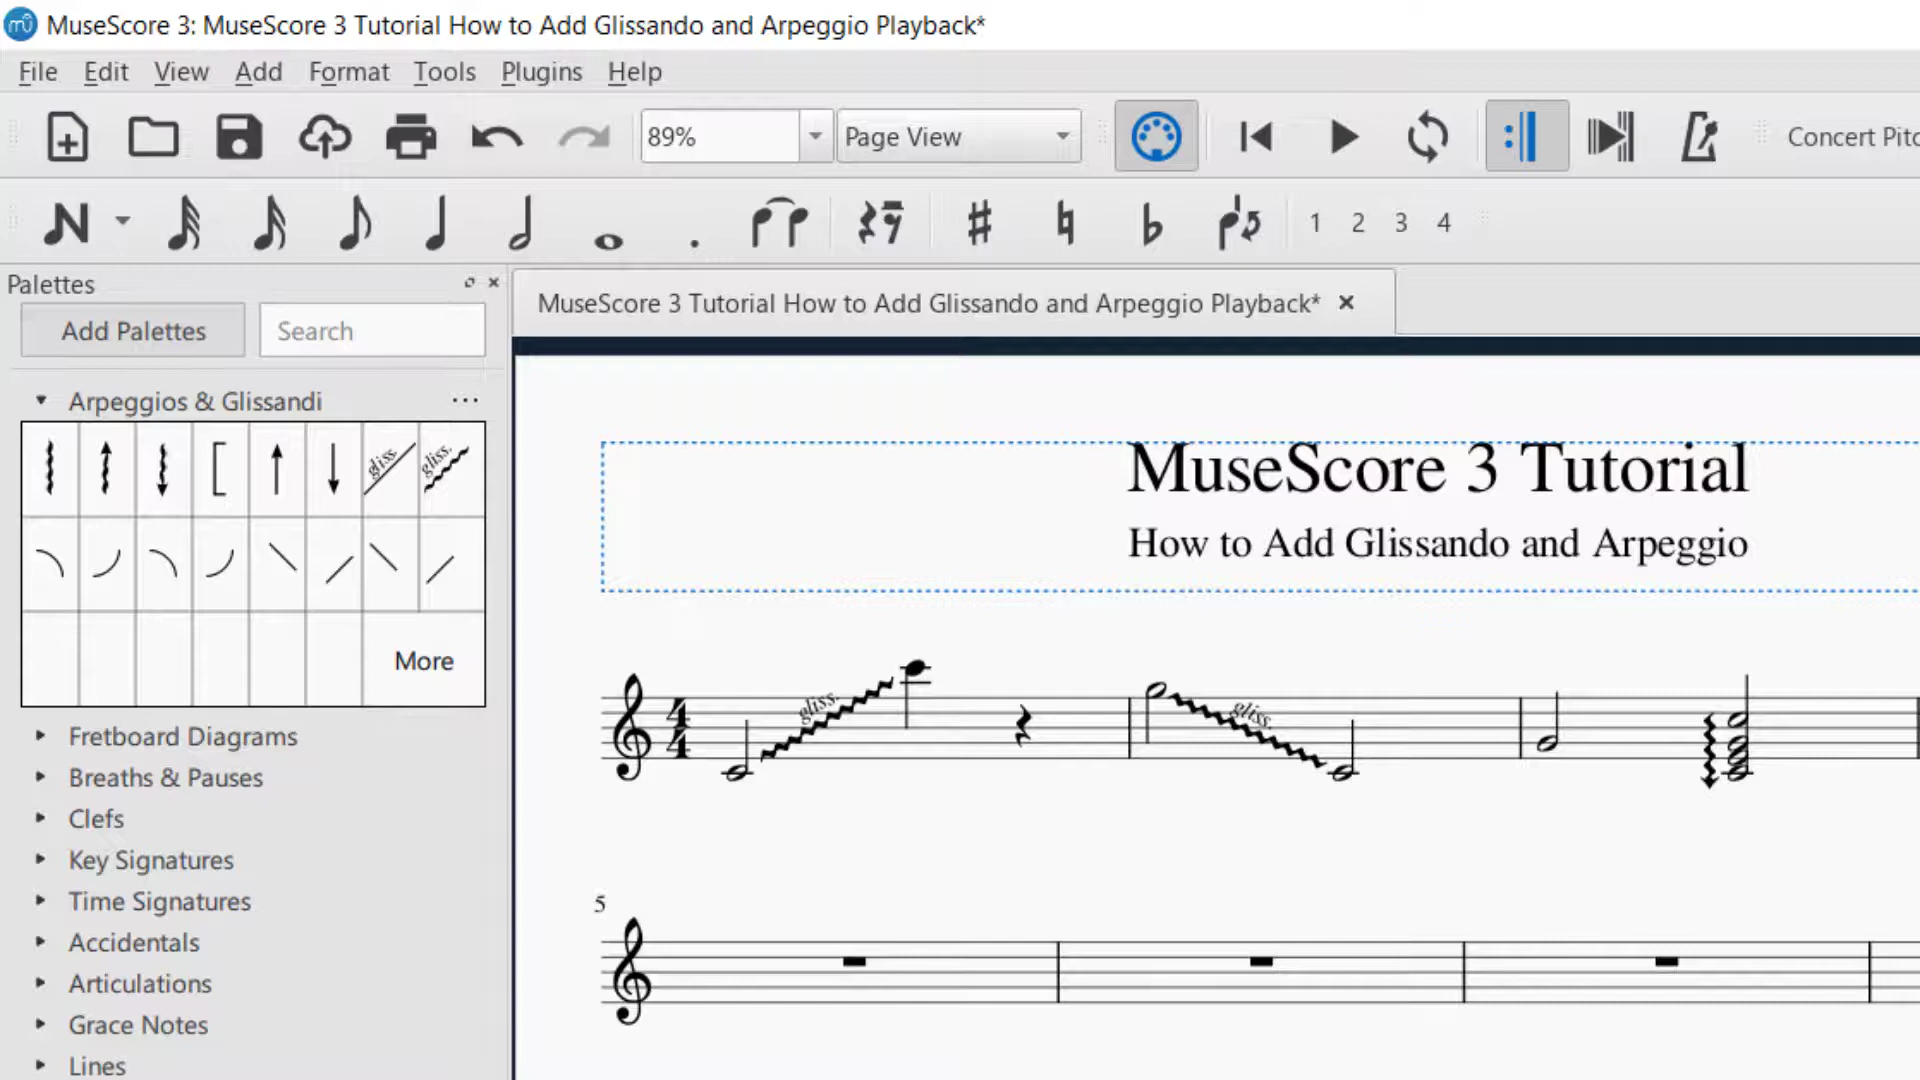 MuseScore 3: MuseScore 3 Tutorial How to Add Glissando and Arpeggio Playback*
File Edit View Add Format Tools Plugins Help
89% Page View Concert Pitc
1 2 3 4
Palettes
Add Palettes Search
MuseScore 3 Tutorial How to Add Glissando and Arpeggio Playback*
Arpeggios & Glissandi
gliss. gliss.
More
Fretboard Diagrams
Breaths & Pauses
Clefs
Key Signatures
Time Signatures
Accidentals
Articulations
Grace Notes
Lines
MuseScore 3 Tutorial
How to Add Glissando and Arpeggio
4
4
gliss. gliss.
5